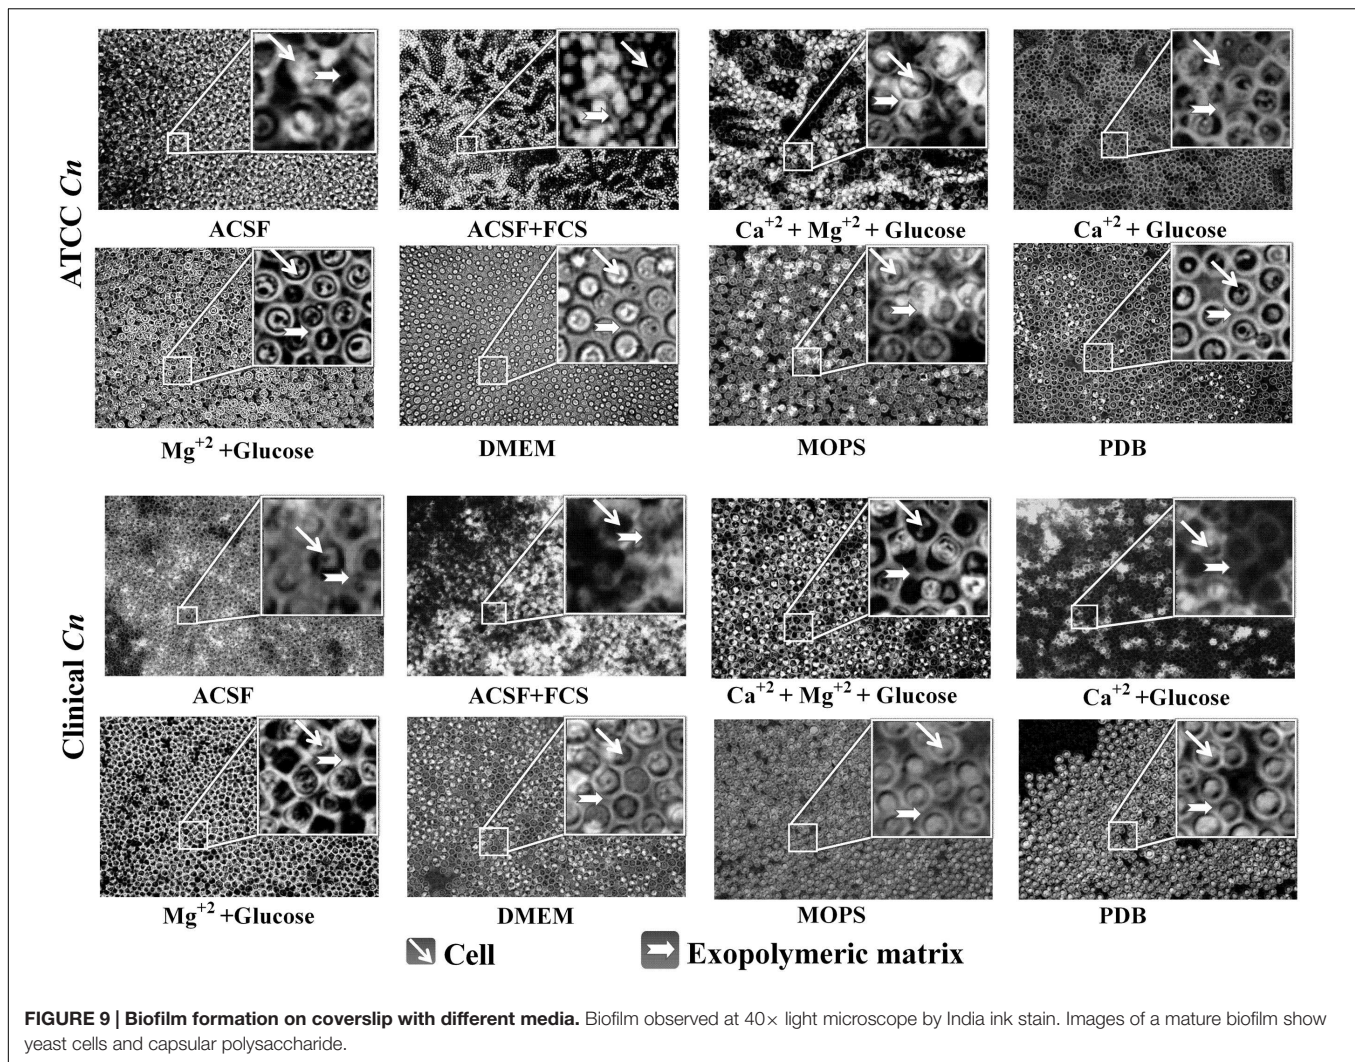 ATCC Cn
ACSF
ACSF+FCS
Ca+2 + Mg+2 + Glucose
Ca+2 + Glucose
Mg+2 +Glucose
DMEM
MOPS
PDB
Clinical Cn
ACSF
ACSF+FCS
Ca+2 + Mg+2 + Glucose
Ca+2 +Glucose
Mg+2 +Glucose
DMEM
MOPS
PDB
Cell
Exopolymeric matrix
FIGURE 9 | Biofilm formation on coverslip with different media. Biofilm observed at 40× light microscope by India ink stain. Images of a mature biofilm show
yeast cells and capsular polysaccharide.